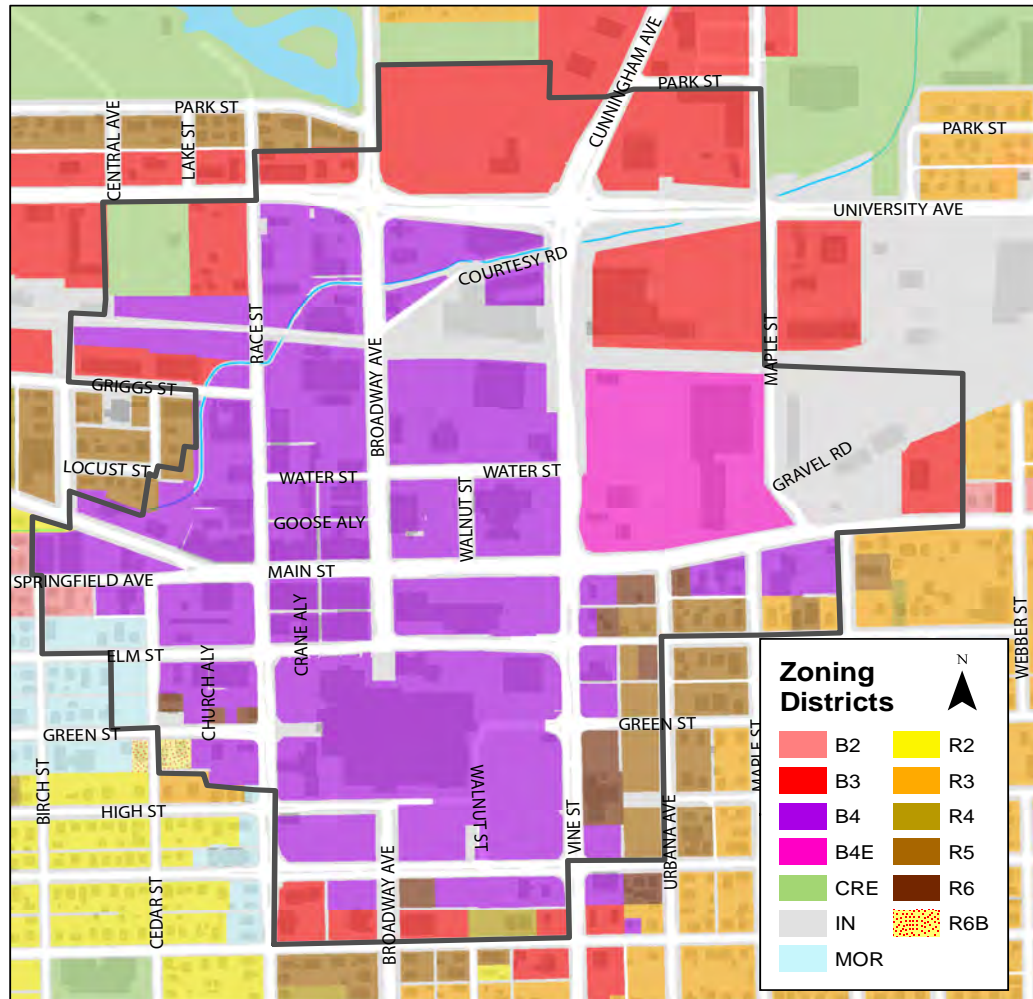 CUNNINGHAM AVE
PARK ST
PARK ST
PARK ST
CENTRAL AVE
LAKE ST
UNIVERSITY AVE
COURTESY RD
RACE ST
BROADWAY AVE
MAPLE ST
GRIGGS ST
LOCUST ST
WATER ST
WATER ST
GRAVEL RD
GOOSE ALY
WALNUT ST
MAIN ST
SPRINGFIELD AVE
CRANE ALY
ELM ST
CHURCH ALY
WEBBER ST
GREEN ST
GREEN ST
BIRCH ST
HIGH ST
WALNUT ST
VINE ST
URBANA AVE
MAPLE ST
CEDAR ST
BROADWAY AVE
Zoning
Districts
N
B2
B3
B4
B4E
CRE
IN
MOR
R2
R3
R4
R5
R6
R6B